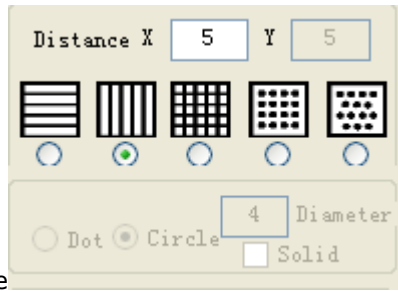 Distance X 5 Y 5
4 Diameter
Dot Circle
Solid
e